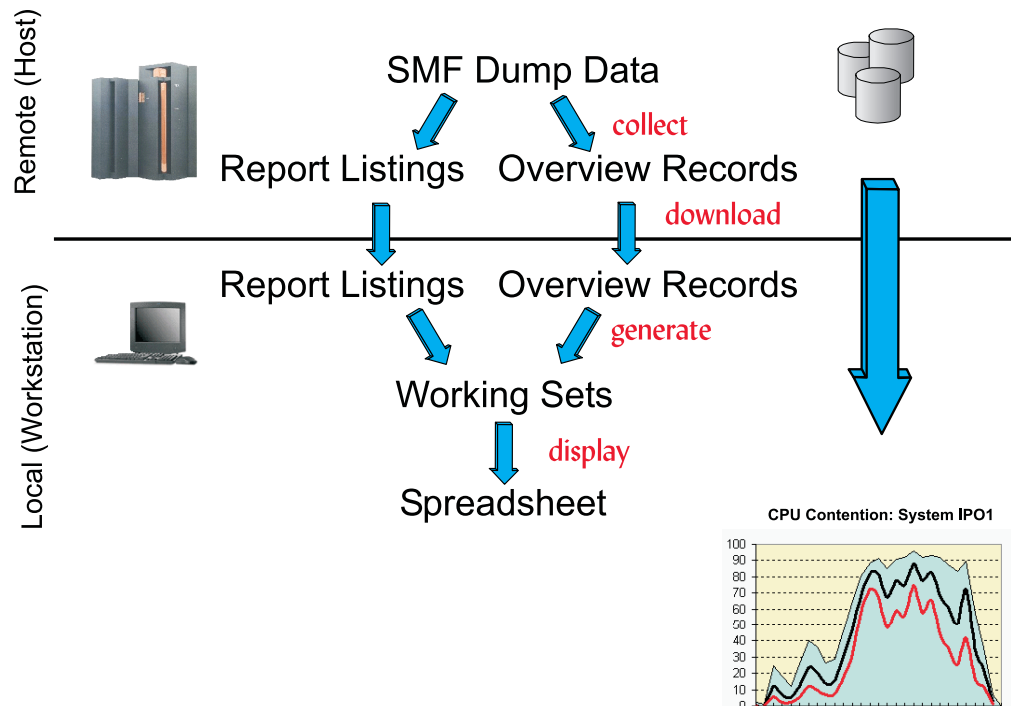 Remote (Host)
SMF Dump Data
collect
Report Listings Overview Records
download
Local (Workstation)
Report Listings Overview Records
generate
Working Sets
display
Spreadsheet
CPU Contention: System IPO1
100
90
80
70
60
50
40
30
20
10
0